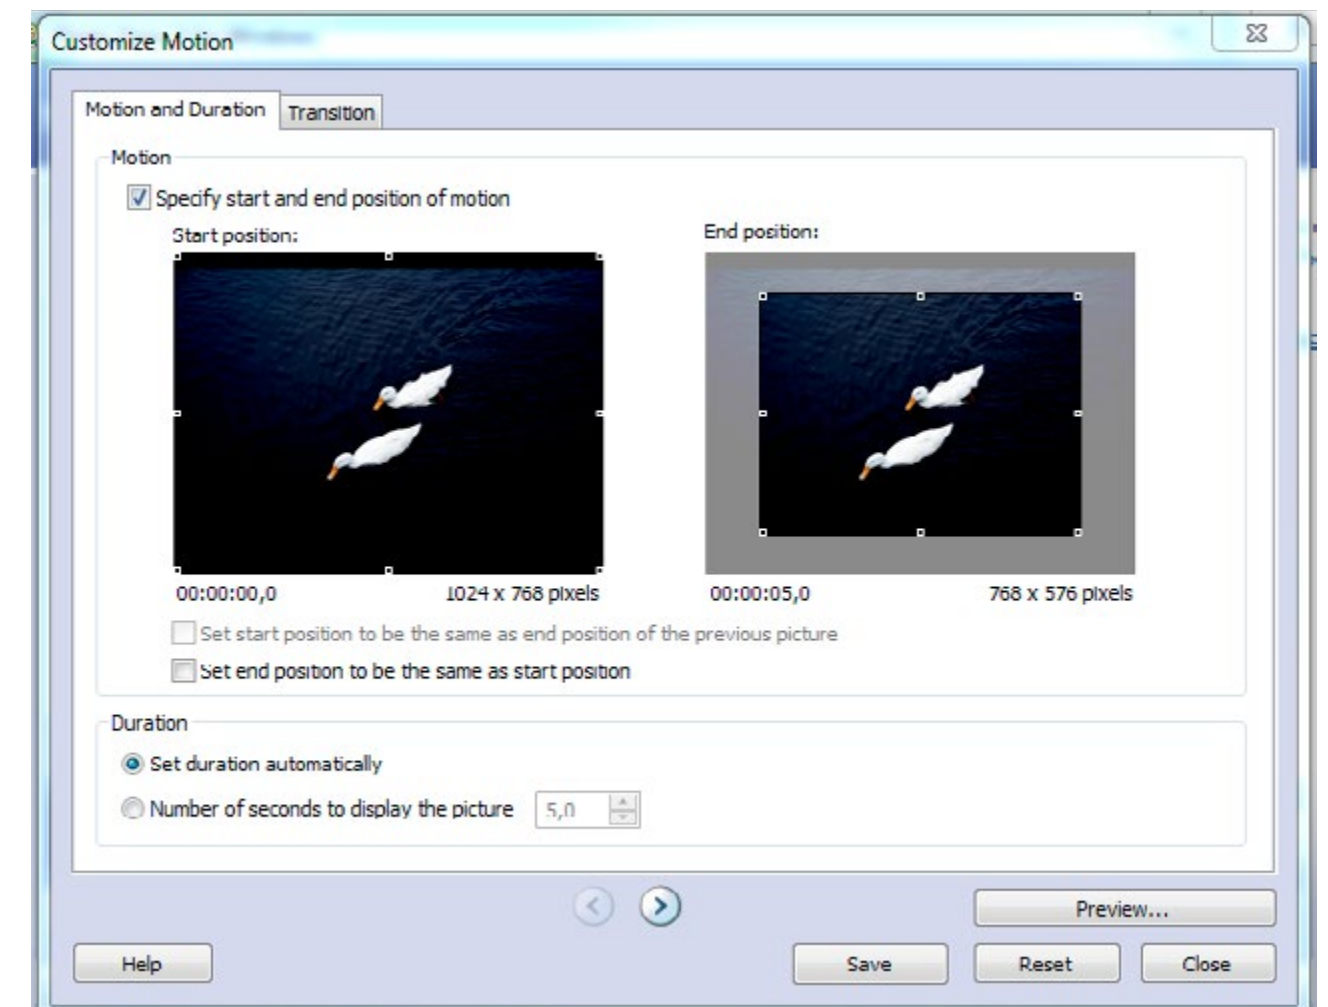 Customize Motion
Motion and Duration
Transition
Motion
Specify start and end position of motion
Start position:
End position:
00:00:00,0
1024 x 768 pixels
00:00:05,0
768 x 576 pixels
Set start position to be the same as end position of the previous picture
Set end position to be the same as start position
Duration
Set duration automatically
Number of seconds to display the picture
5,0
Preview...
Help
Save
Reset
Close